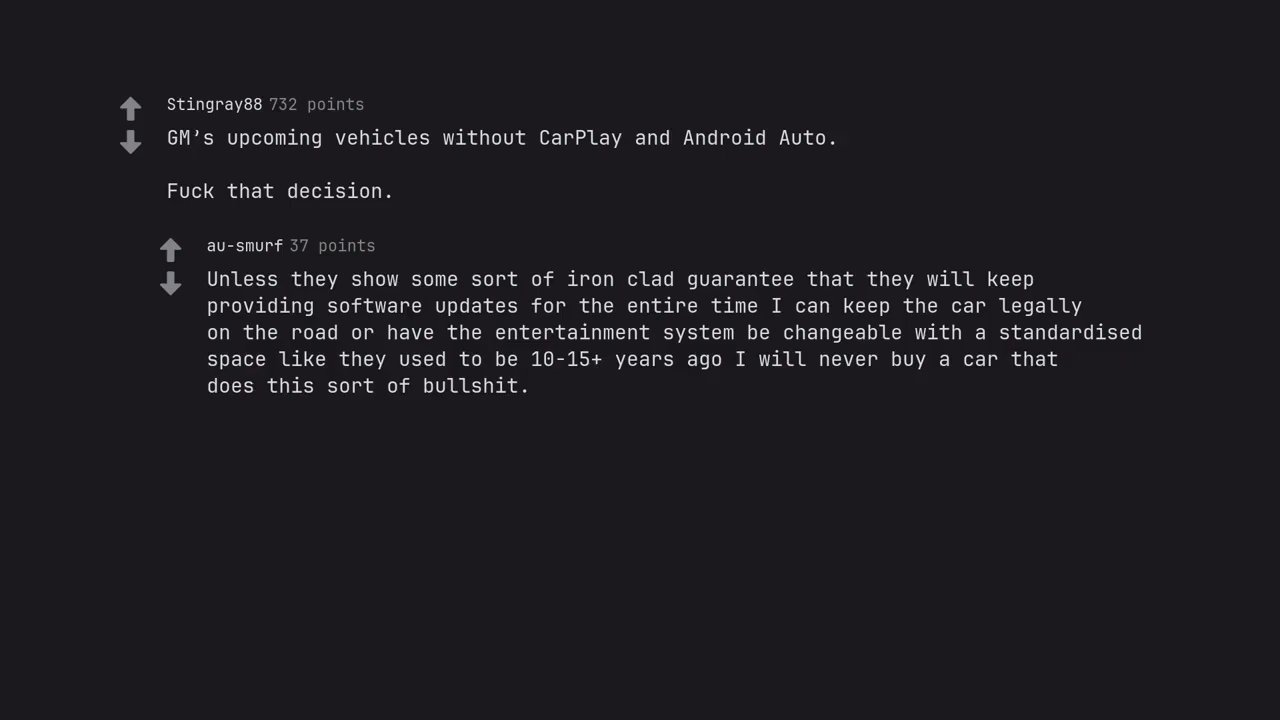 Stingray88 732 points
GM’s upcoming vehicles without CarPlay and Android Auto.
Fuck that decision.
au-smurf 37 points
Unless they show some sort of iron clad guarantee that they will keep
providing software updates for the entire time I can keep the car legally
on the road or have the entertainment system be changeable with a standardised
space like they used to be 10-15+ years ago I will never buy a car that
does this sort of bullshit.